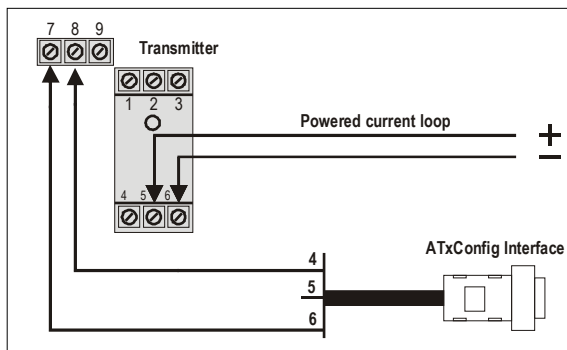 7 8 9
Transmitter
1 2 3
Powered current loop
+
−
4 5 6
ATxConfig Interface
4
5
6